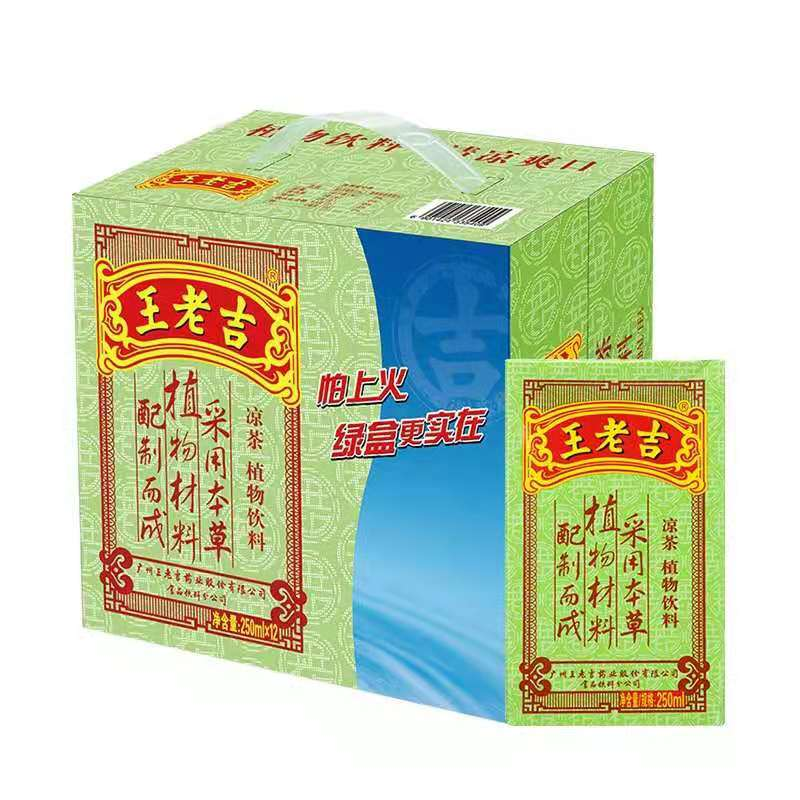 植物饮料 清凉爽口
王老吉
王老吉®
凉茶 植物饮料
采用本草
植物材料
配制而成
广州王老吉药业股份有限公司
食品饮料分公司
净含量:250ml×12
怕上火
绿盒更实在
吉
王老吉®
凉茶 植物饮料
采用本草
植物材料
配制而成
广州王老吉药业股份有限公司
食品饮料分公司
净含量/规格:250ml